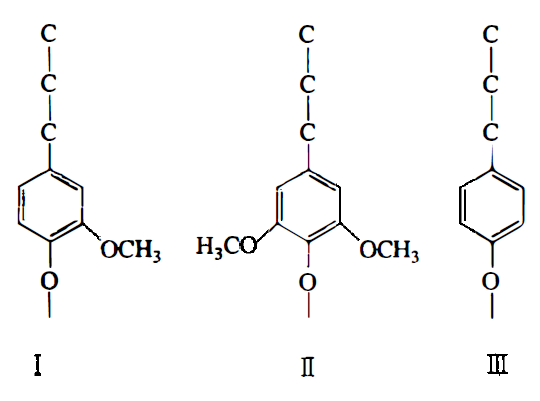 C C C
C C C
C C C
OCH₃ H₃CO OCH₃
O O O
I II III